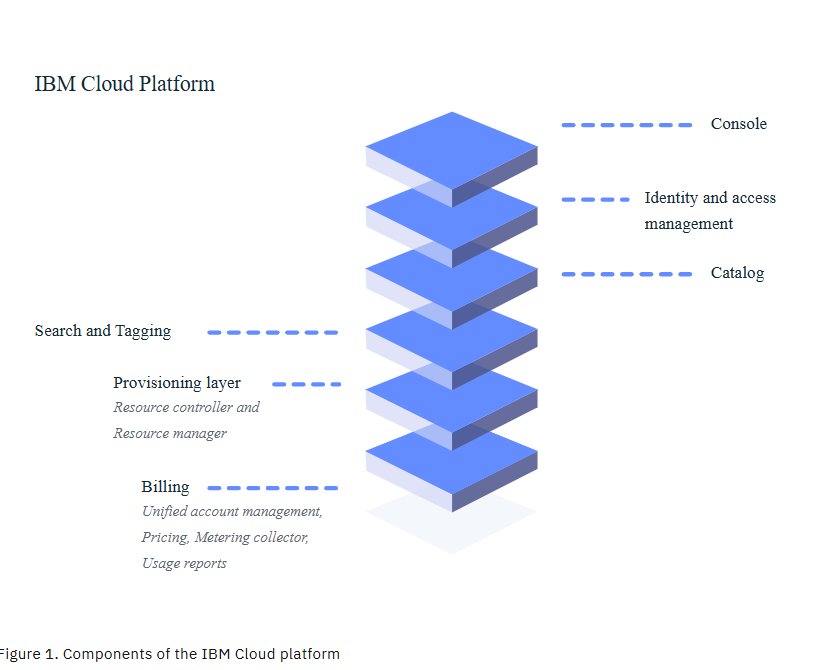 IBM Cloud Platform
Console
Identity and access
management
Catalog
Search and Tagging
Provisioning layer
Resource controller and
Resource manager
Billing
Unified account management,
Pricing, Metering collector,
Usage reports
Figure 1. Components of the IBM Cloud platform